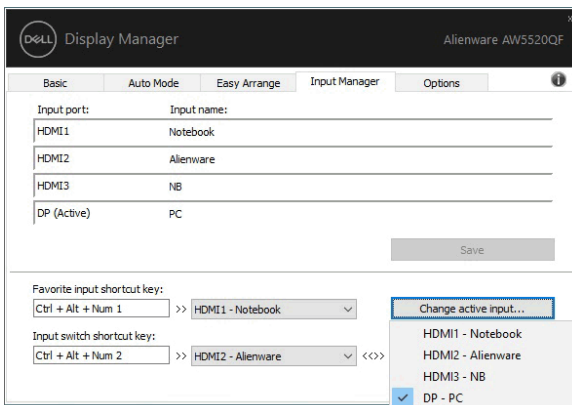 DELL Display Manager Alienware AW5520QF x
Basic Auto Mode Easy Arrange Input Manager Options i
Input port: Input name:
HDMI1 Notebook
HDMI2 Alienware
HDMI3 NB
DP (Active) PC
Save
Favorite input shortcut key:
Ctrl + Alt + Num 1 >> HDMI1 - Notebook Change active input...
Input switch shortcut key:
Ctrl + Alt + Num 2 >> HDMI2 - Alienware <<>>
HDMI1 - Notebook
HDMI2 - Alienware
HDMI3 - NB
DP - PC